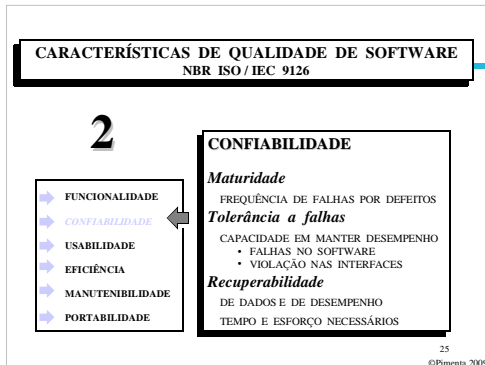 CARACTERÍSTICAS DE QUALIDADE DE SOFTWARE
NBR ISO / IEC 9126
2
FUNCIONALIDADE
CONFIABILIDADE
USABILIDADE
EFICIÊNCIA
MANUTENIBILIDADE
PORTABILIDADE
CONFIABILIDADE
Maturidade
FREQUÊNCIA DE FALHAS POR DEFEITOS
Tolerância a falhas
CAPACIDADE EM MANTER DESEMPENHO
• FALHAS NO SOFTWARE
• VIOLAÇÃO NAS INTERFACES
Recuperabilidade
DE DADOS E DE DESEMPENHO
TEMPO E ESFORÇO NECESSÁRIOS
25
©Pimenta 2009